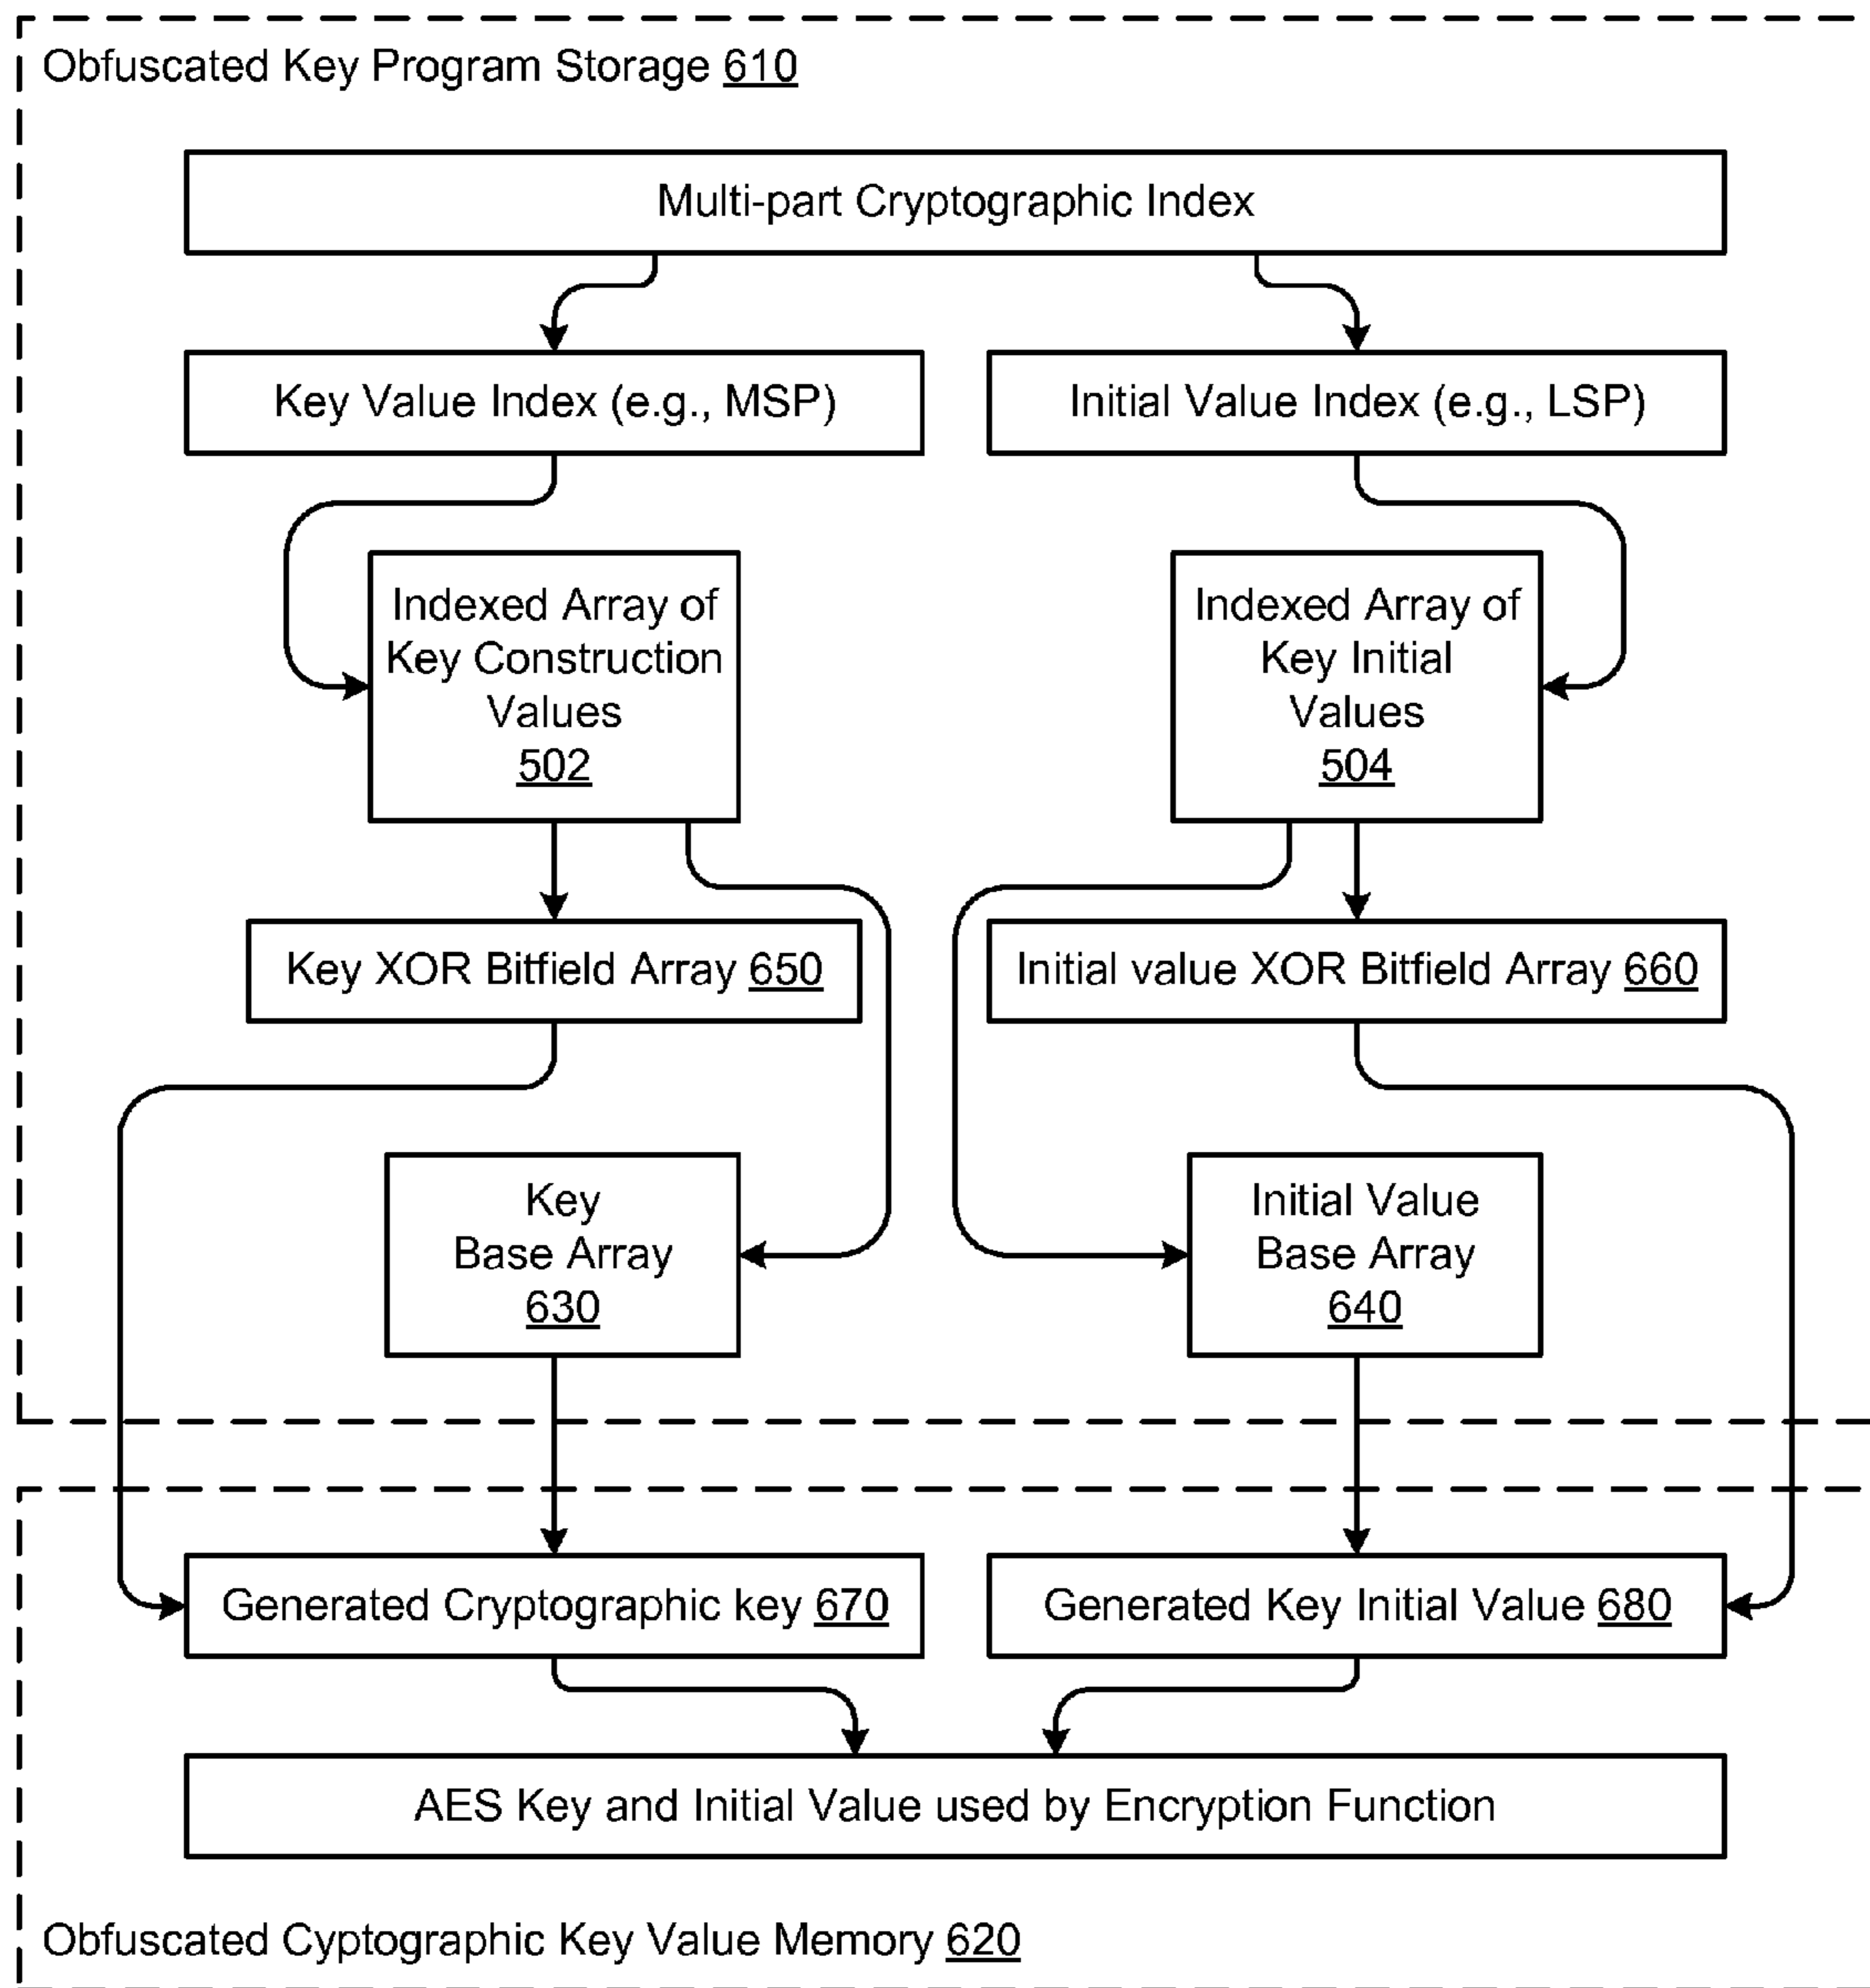 Obfuscated Key Program Storage 610
Multi-part Cryptographic Index
Key Value Index (e.g., MSP)
Initial Value Index (e.g., LSP)
Indexed Array of
Key Construction
Values
502
Indexed Array of
Key Initial
Values
504
Key XOR Bitfield Array 650
Initial value XOR Bitfield Array 660
Key
Base Array
630
Initial Value
Base Array
640
Generated Cryptographic key 670
Generated Key Initial Value 680
AES Key and Initial Value used by Encryption Function
Obfuscated Cyptographic Key Value Memory 620